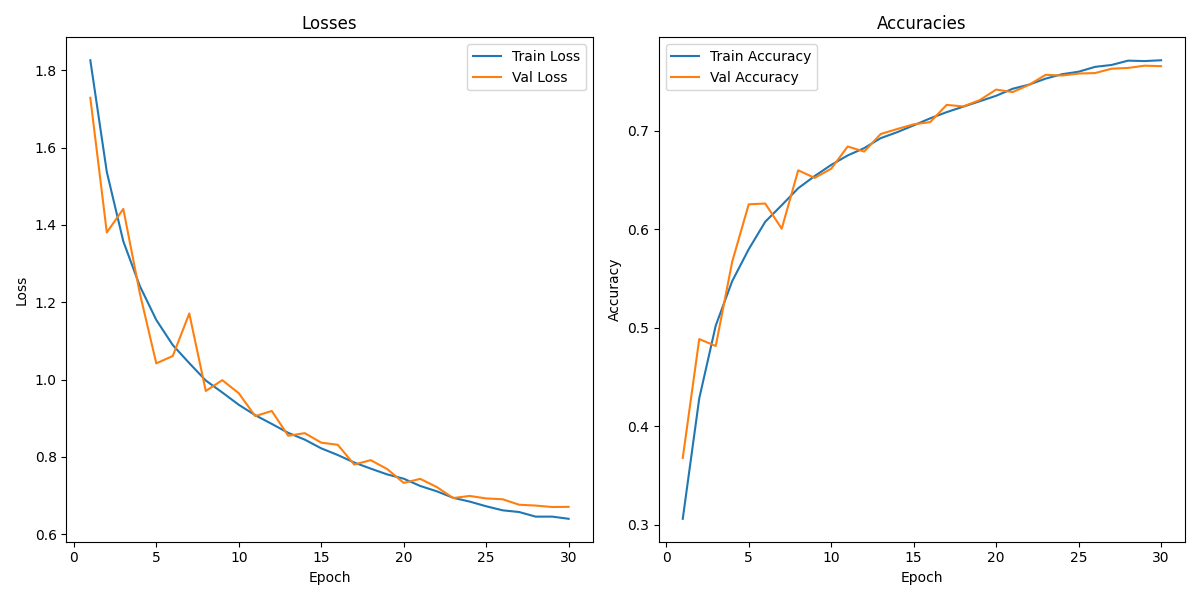 Losses
Train Loss
Val Loss
1.8
1.6
1.4
1.2
1.0
0.8
0.6
Loss
0 5 10 15 20 25 30
Epoch
Accuracies
Train Accuracy
Val Accuracy
0.7
0.6
0.5
0.4
0.3
Accuracy
0 5 10 15 20 25 30
Epoch